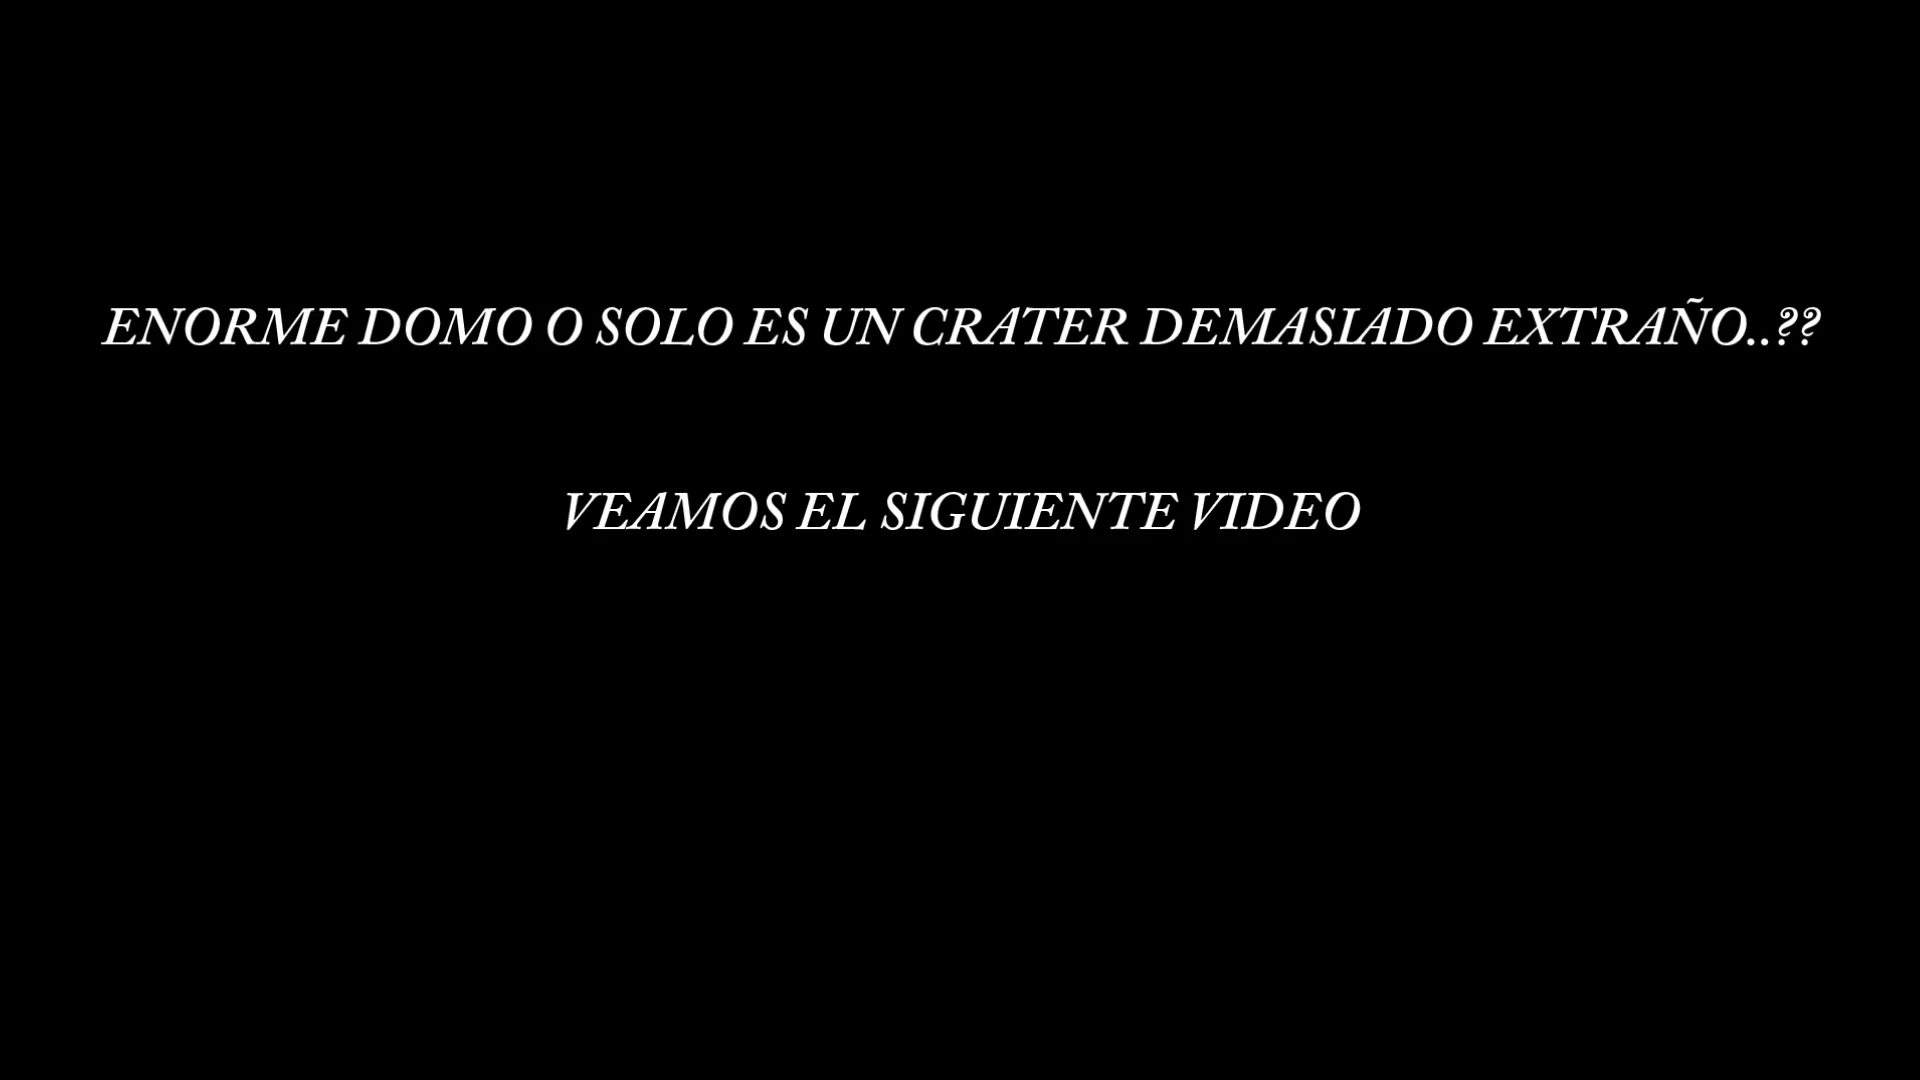 ENORME DOMO O SOLO ES UN CRATER DEMASIADO EXTRAÑO..??
VEAMOS EL SIGUIENTE VIDEO